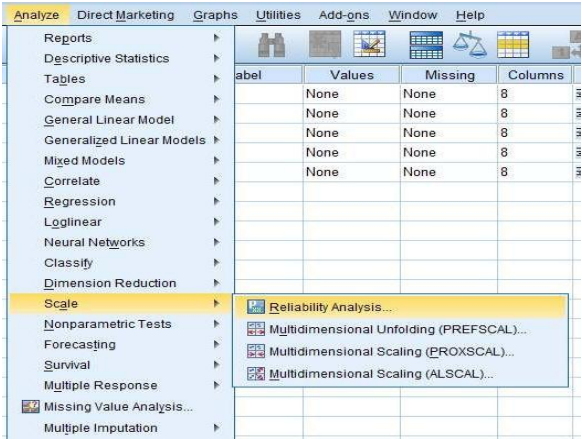 Analyze Direct Marketing Graphs Utilities Add-ons Window Help
Reports
Descriptive Statistics
Tables
Compare Means
General Linear Model
Generalized Linear Models
Mixed Models
Correlate
Regression
Loglinear
Neural Networks
Classify
Dimension Reduction
Scale
Nonparametric Tests
Forecasting
Survival
Multiple Response
Missing Value Analysis...
Multiple Imputation
abel Values Missing Columns
None None 8
None None 8
None None 8
None None 8
None None 8
Reliability Analysis...
Multidimensional Unfolding (PREFSCAL)...
Multidimensional Scaling (PROXSCAL)...
Multidimensional Scaling (ALSCAL)...